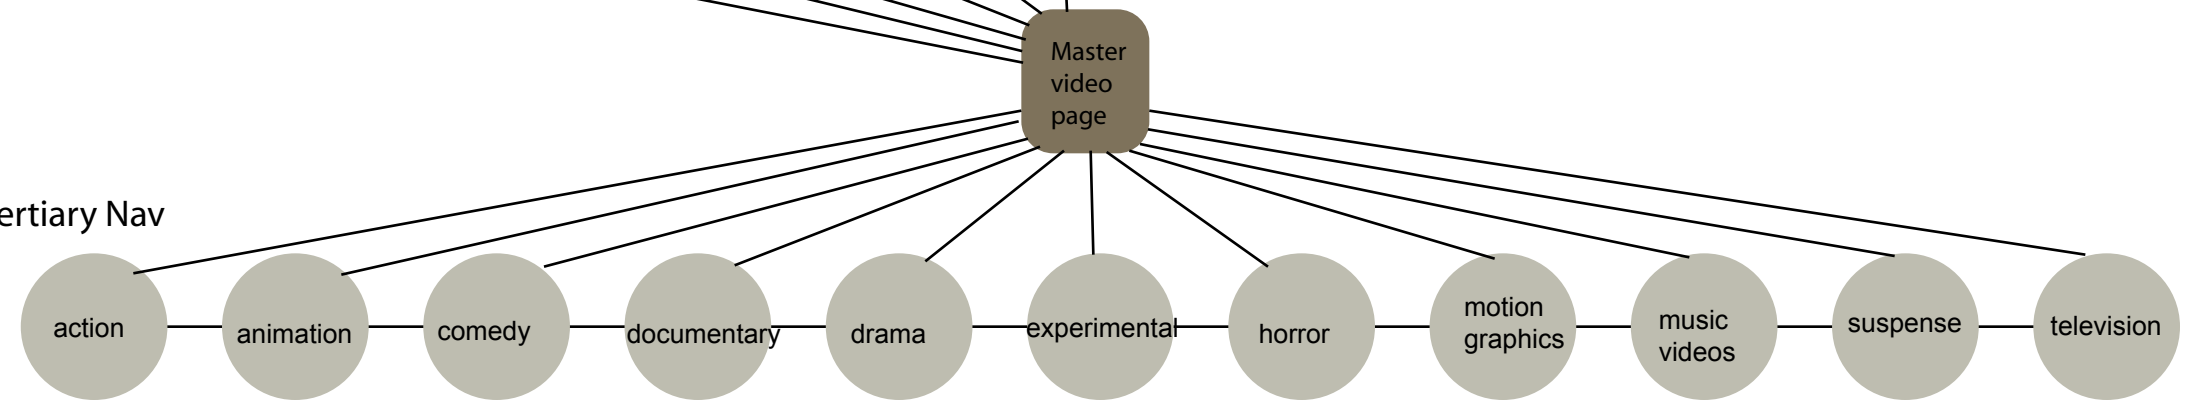 Master
video
page
ertiary Nav
action
animation
comedy
documentary
drama
experimental
horror
motion
graphics
music
videos
suspense
television